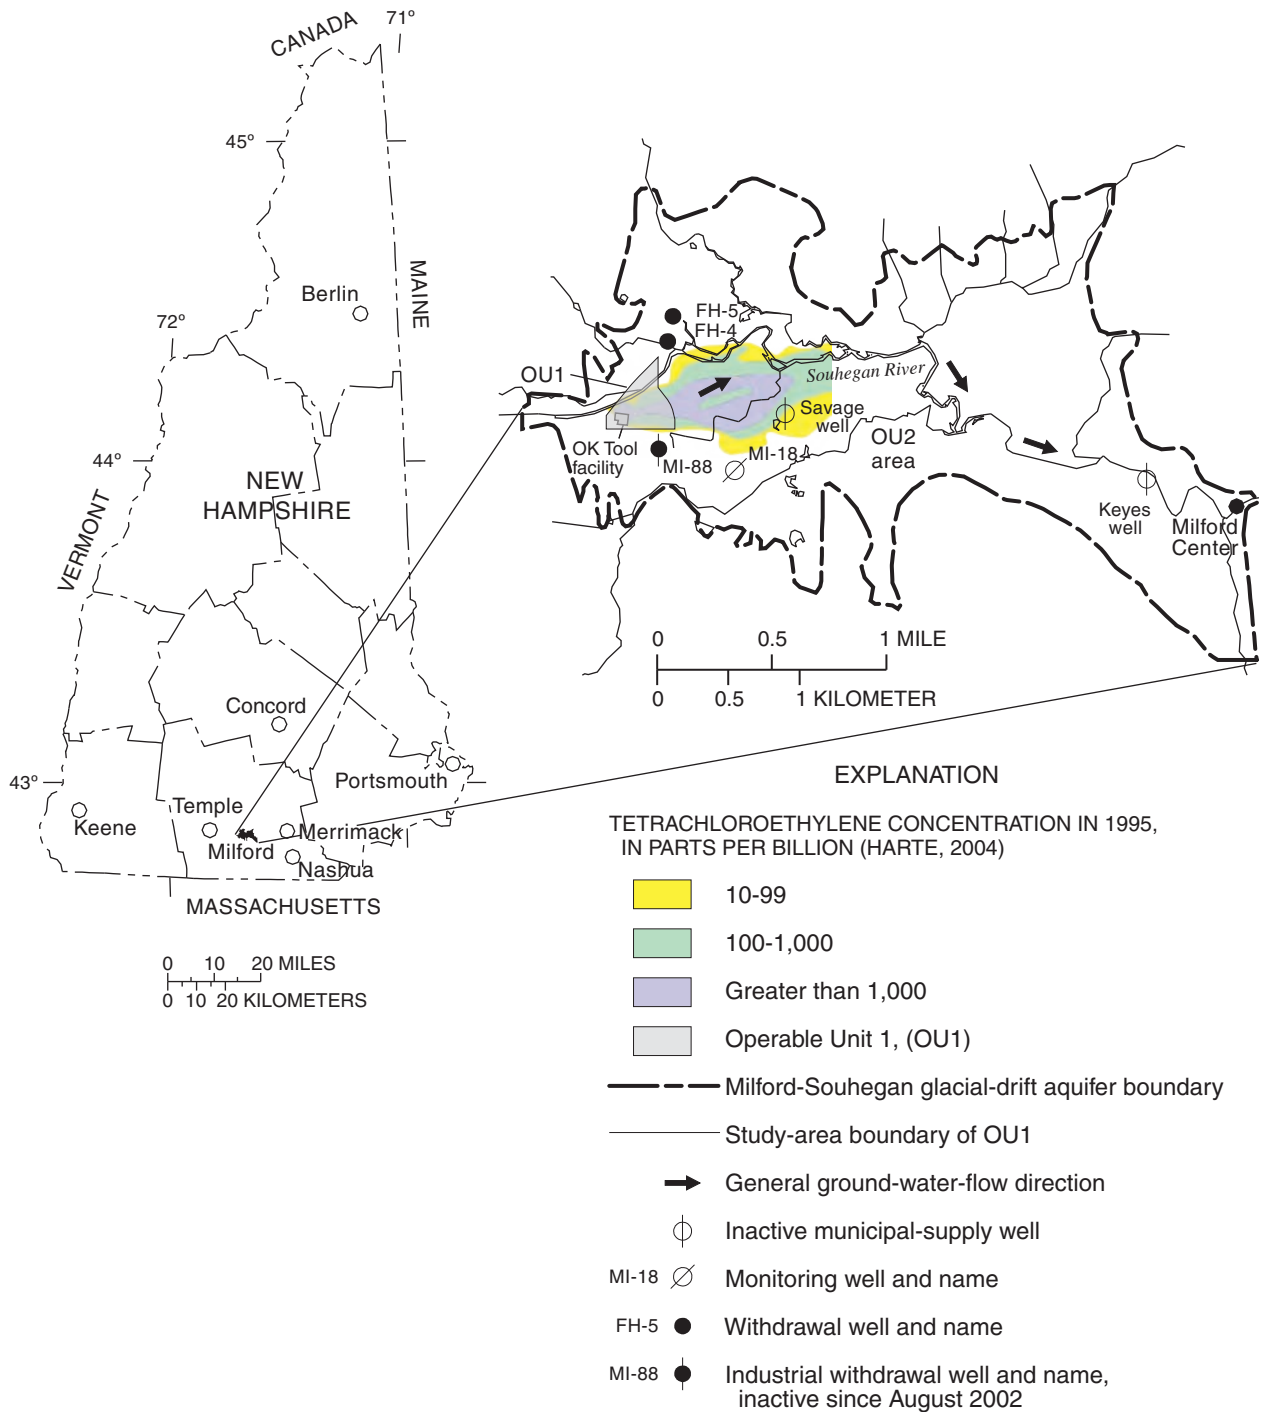 CANADA
71º
45º
MAINE
Berlin
72º
44º
NEW
HAMPSHIRE
VERMONT
Concord
43º
Portsmouth
Temple
Keene
Merrimack
Milford
Nashua
MASSACHUSETTS
0 10 20 MILES
0 10 20 KILOMETERS
FH-5
FH-4
OU1
Souhegan River
Savage
well
OK Tool
facility
MI-88
MI-18
OU2
area
Keyes
well
Milford
Center
0 0.5 1 MILE
0 0.5 1 KILOMETER
EXPLANATION
TETRACHLOROETHYLENE CONCENTRATION IN 1995,
IN PARTS PER BILLION (HARTE, 2004)
10-99
100-1,000
Greater than 1,000
Operable Unit 1, (OU1)
Milford-Souhegan glacial-drift aquifer boundary
Study-area boundary of OU1
General ground-water-flow direction
Inactive municipal-supply well
MI-18 Monitoring well and name
FH-5 Withdrawal well and name
MI-88 Industrial withdrawal well and name,
inactive since August 2002